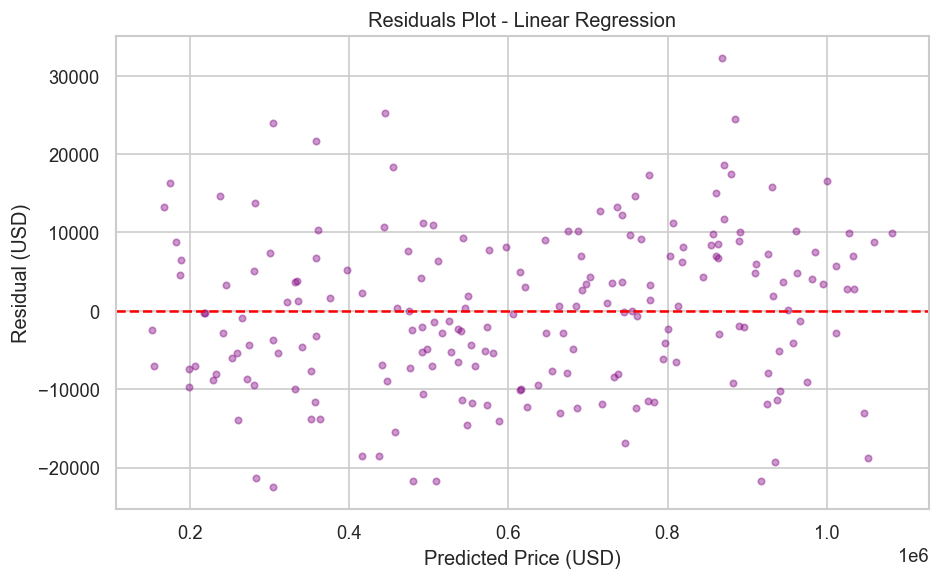 Residuals Plot - Linear Regression
30000
20000
10000
0
−10000
−20000
Residual (USD)
0.2
0.4
0.6
0.8
1.0
1e6
Predicted Price (USD)